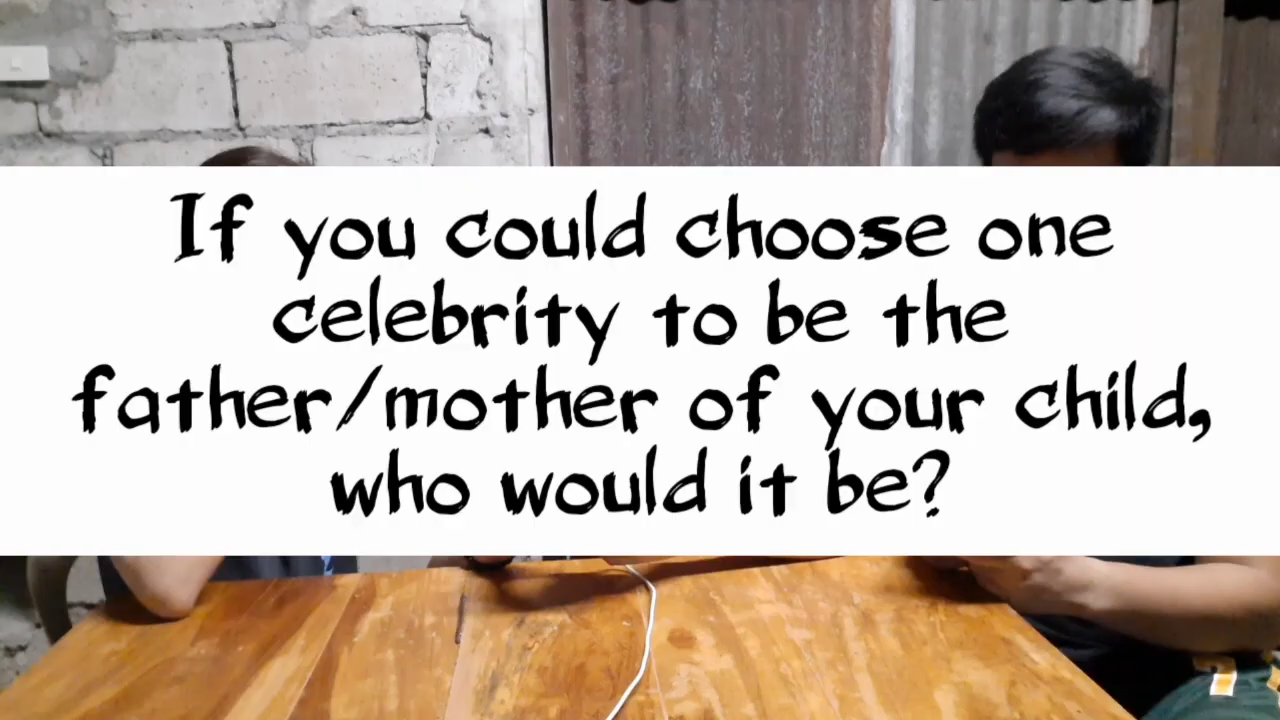 If you could choose one
celebrity to be the
father/mother of your child,
who would it be?